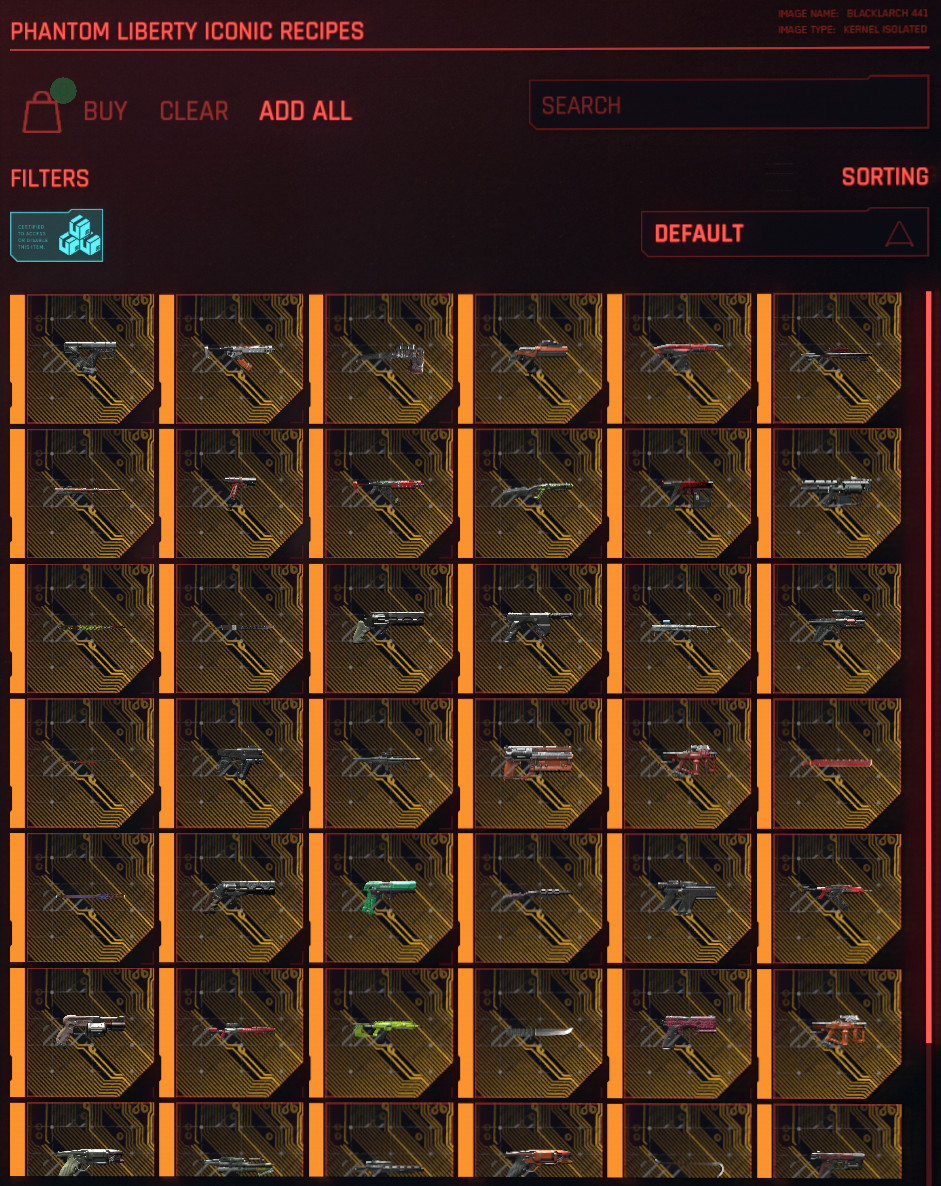 PHANTOM LIBERTY ICONIC RECIPES
IMAGE NAME: BLACKLARCH 441
IMAGE TYPE: KERNEL ISOLATED
BUY
CLEAR
ADD ALL
SEARCH
FILTERS
SORTING
CERTIFIED
TO ACCESS
OR DISABLE
THIS ITEM.
DEFAULT